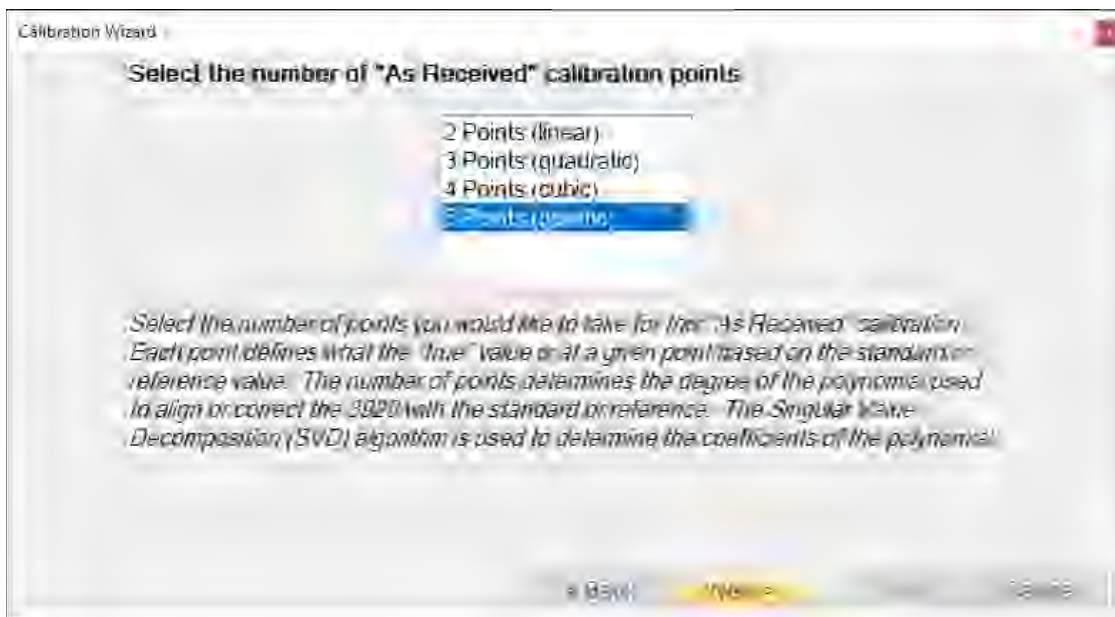 Calibration Wizard
Select the number of "As Received" calibration points
2 Points (linear)
3 Points (quadratic)
4 Points (cubic)
5 Points
Select the number of points you would like to take for this "As Received" calibration.
Each point defines what the "true" value is at a given point based on the standard or
reference value. The number of points determines the degree of the polynomial used
to align or correct the 3920 with the standard or reference. The Singular Value
Decomposition (SVD) algorithm is used to determine the coefficients of the polynomial.
< Back
Cancel